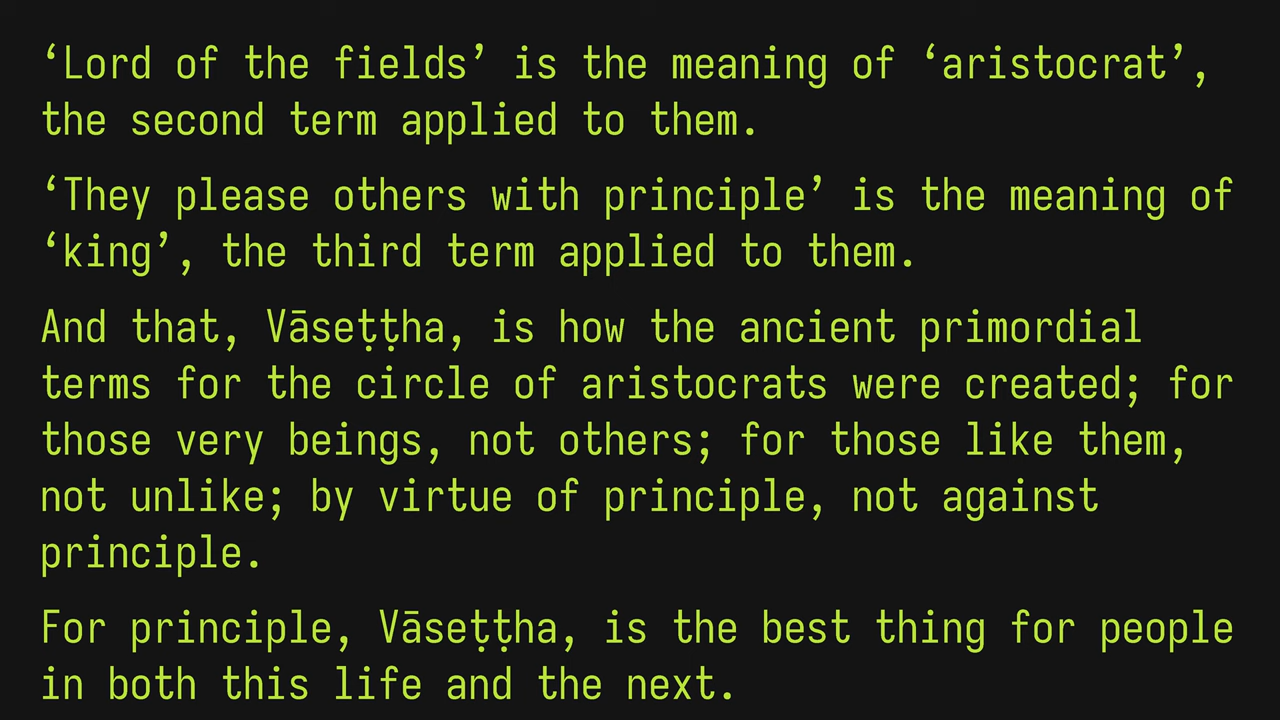 ‘Lord of the fields’ is the meaning of ‘aristocrat’,
the second term applied to them.
‘They please others with principle’ is the meaning of
‘king’, the third term applied to them.
And that, Vāseṭṭha, is how the ancient primordial
terms for the circle of aristocrats were created; for
those very beings, not others; for those like them,
not unlike; by virtue of principle, not against
principle.
For principle, Vāseṭṭha, is the best thing for people
in both this life and the next.